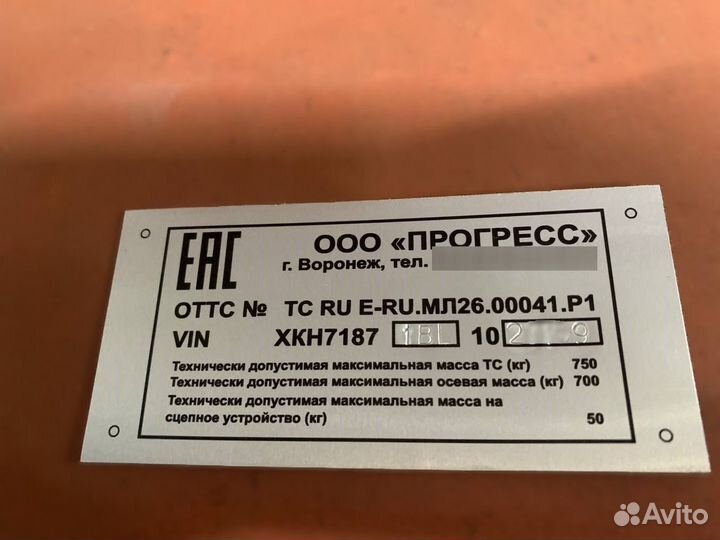 EAC
ООО «ПРОГРЕСС»
г. Воронеж, тел.
ОТТС № ТС RU E-RU.МЛ26.00041.Р1
VIN XKH7187 1BL 10
Технически допустимая максимальная масса ТС (кг) 750
Технически допустимая максимальная осевая масса (кг) 700
Технически допустимая максимальная масса на
сцепное устройство (кг) 50
Avito